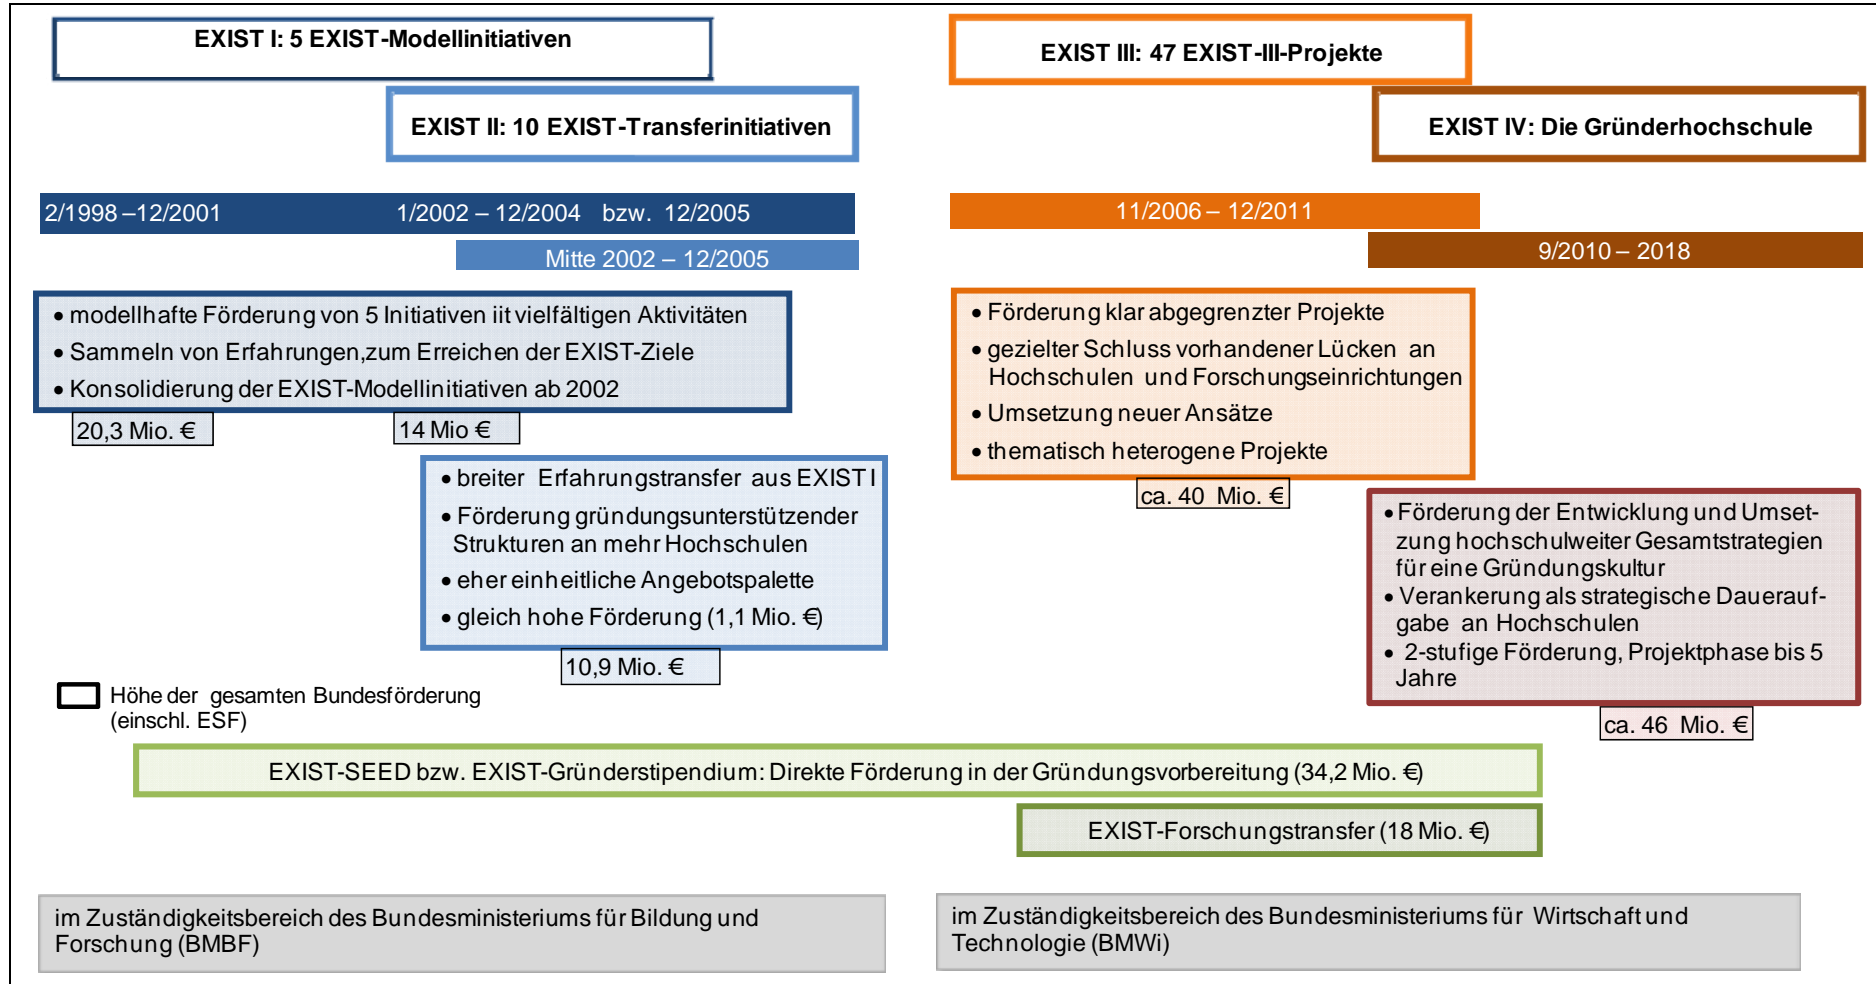 EXIST I: 5 EXIST-Modellinitiativen
EXIST II: 10 EXIST-Transferinitiativen
EXIST III: 47 EXIST-III-Projekte
EXIST IV: Die Gründerhochschule
2/1998 –12/2001
1/2002 – 12/2004 bzw. 12/2005
Mitte 2002 – 12/2005
11/2006 – 12/2011
9/2010 – 2018
• modellhafte Förderung von 5 Initiativen iit vielfältigen Aktivitäten
• Sammeln von Erfahrungen,zum Erreichen der EXIST-Ziele
• Konsolidierung der EXIST-Modellinitiativen ab 2002
20,3 Mio. €
14 Mio €
• breiter Erfahrungstransfer aus EXIST I
• Förderung gründungsunterstützender
Strukturen an mehr Hochschulen
• eher einheitliche Angebotspalette
• gleich hohe Förderung (1,1 Mio. €)
10,9 Mio. €
• Förderung klar abgegrenzter Projekte
• gezielter Schluss vorhandener Lücken an
Hochschulen und Forschungseinrichtungen
• Umsetzung neuer Ansätze
• thematisch heterogene Projekte
ca. 40 Mio. €
• Förderung der Entwicklung und Umset-
zung hochschulweiter Gesamtstrategien
für eine Gründungskultur
• Verankerung als strategische Dauerauf-
gabe an Hochschulen
• 2-stufige Förderung, Projektphase bis 5
Jahre
ca. 46 Mio. €
Höhe der gesamten Bundesförderung
(einschl. ESF)
EXIST-SEED bzw. EXIST-Gründerstipendium: Direkte Förderung in der Gründungsvorbereitung (34,2 Mio. €)
EXIST-Forschungstransfer (18 Mio. €)
im Zuständigkeitsbereich des Bundesministeriums für Bildung und
Forschung (BMBF)
im Zuständigkeitsbereich des Bundesministeriums für Wirtschaft und
Technologie (BMWi)